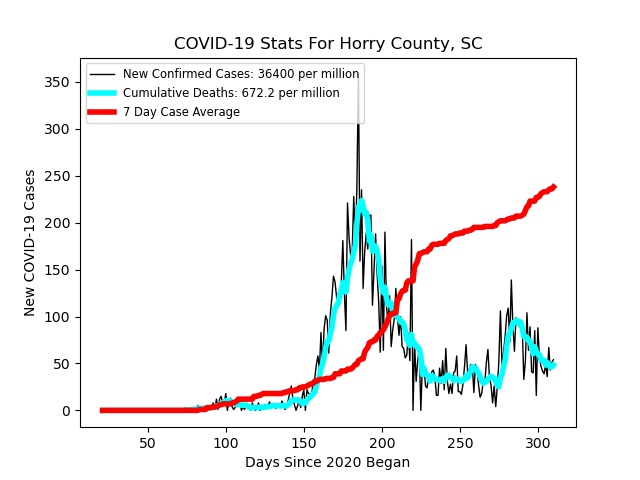 COVID-19 Stats For Horry County, SC
New Confirmed Cases: 36400 per million
Cumulative Deaths: 672.2 per million
7 Day Case Average
New COVID-19 Cases
350
300
250
200
150
100
50
0
50 100 150 200 250 300
Days Since 2020 Began